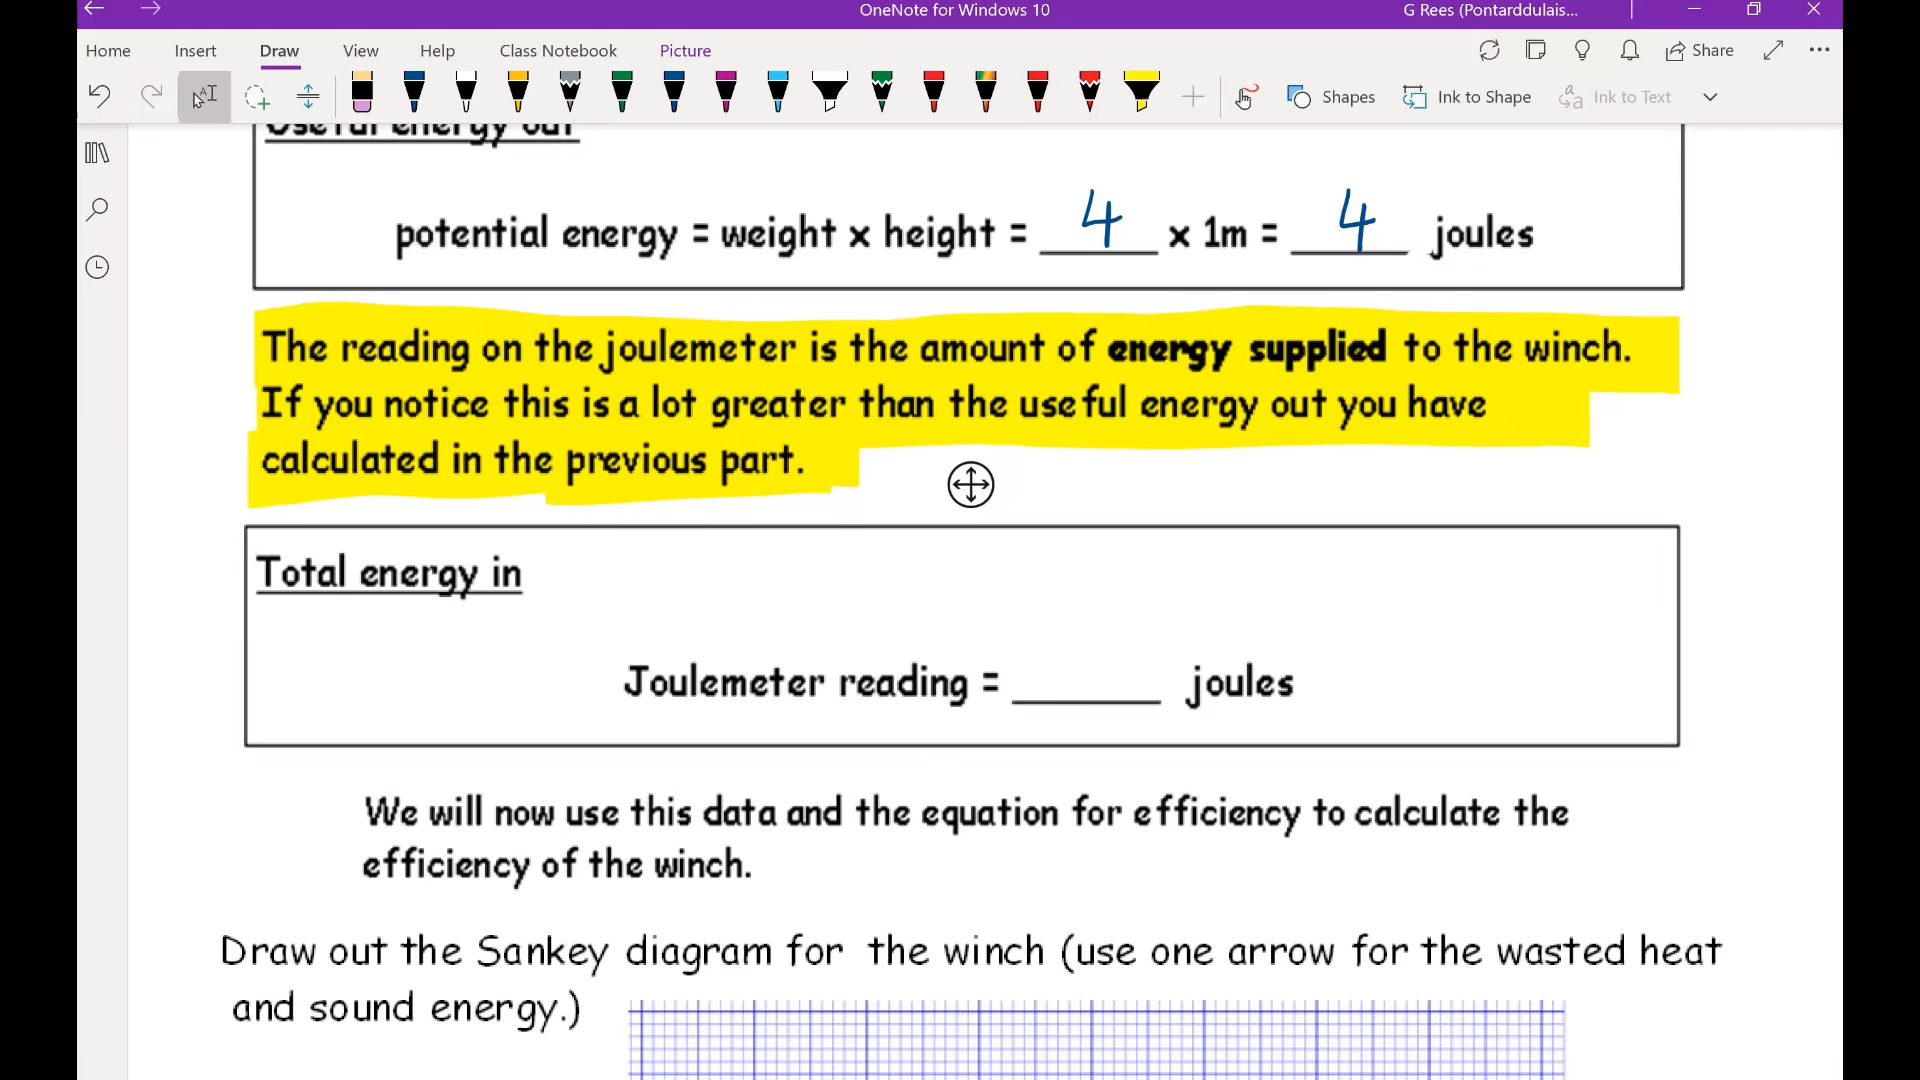 OneNote for Windows 10
G Rees (Pontarddulais...
Home Insert Draw View Help Class Notebook Picture Share
Shapes Ink to Shape Ink to Text
Useful energy out
potential energy = weight x height = 4 x 1m = 4 joules
The reading on the joulemeter is the amount of energy supplied to the winch.
If you notice this is a lot greater than the useful energy out you have
calculated in the previous part.
Total energy in
Joulemeter reading = ______ joules
We will now use this data and the equation for efficiency to calculate the
efficiency of the winch.
Draw out the Sankey diagram for the winch (use one arrow for the wasted heat
and sound energy.)